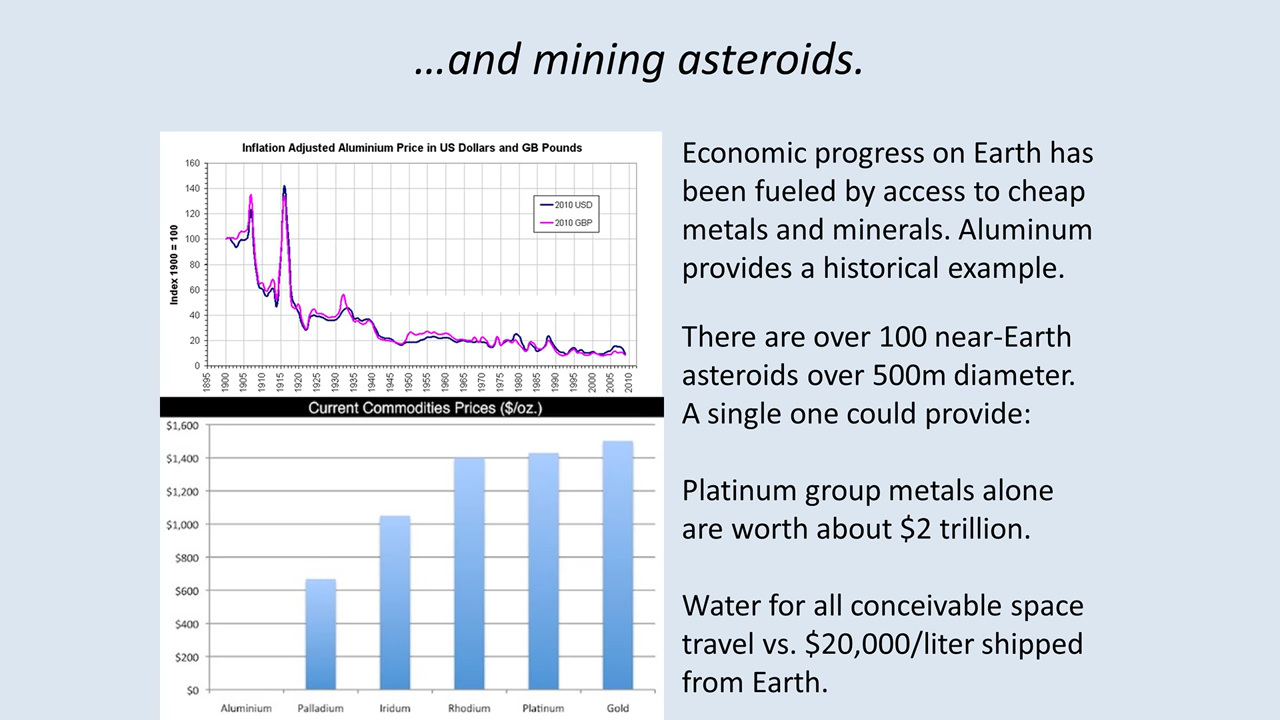 …and mining asteroids.
Inflation Adjusted Aluminium Price in US Dollars and GB Pounds
Index 1900 = 100
160
140
120
100
80
60
40
20
0
2010 USD
2010 GBP
1895
1900
1905
1910
1915
1920
1925
1930
1935
1940
1945
1950
1955
1960
1965
1970
1975
1980
1985
1990
1995
2000
2005
2010
Current Commodities Prices ($/oz.)
$1,600
$1,400
$1,200
$1,000
$800
$600
$400
$200
$0
Aluminium
Palladium
Iridum
Rhodium
Platinum
Gold
Economic progress on Earth has
been fueled by access to cheap
metals and minerals. Aluminum
provides a historical example.
There are over 100 near-Earth
asteroids over 500m diameter.
A single one could provide:
Platinum group metals alone
are worth about $2 trillion.
Water for all conceivable space
travel vs. $20,000/liter shipped
from Earth.